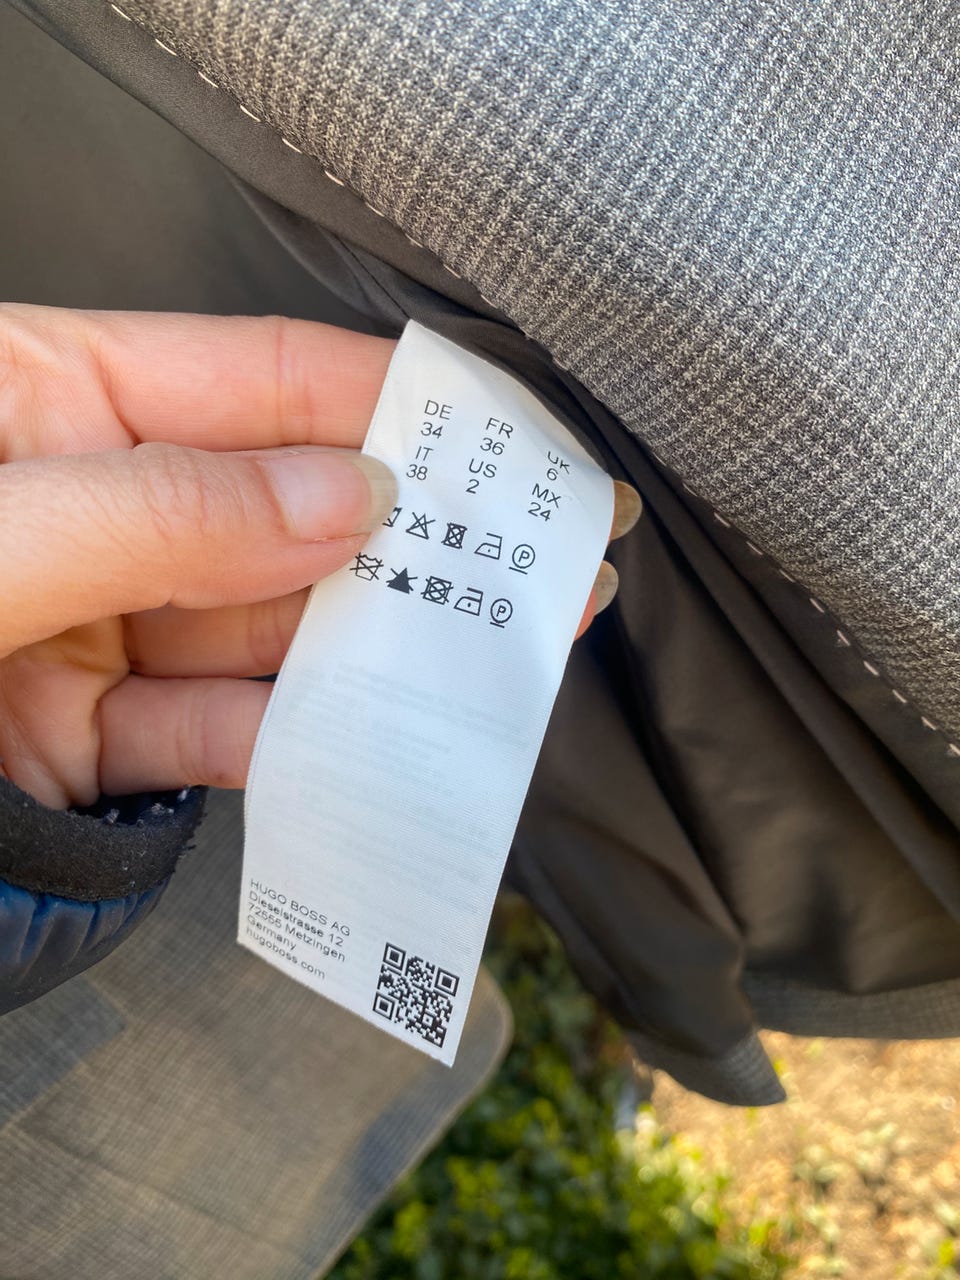 DE FR UK
34 36 6
IT US MX
38 2 24
P
P
HUGO BOSS AG
Dieselstrasse 12
72555 Metzingen
Germany
hugoboss.com